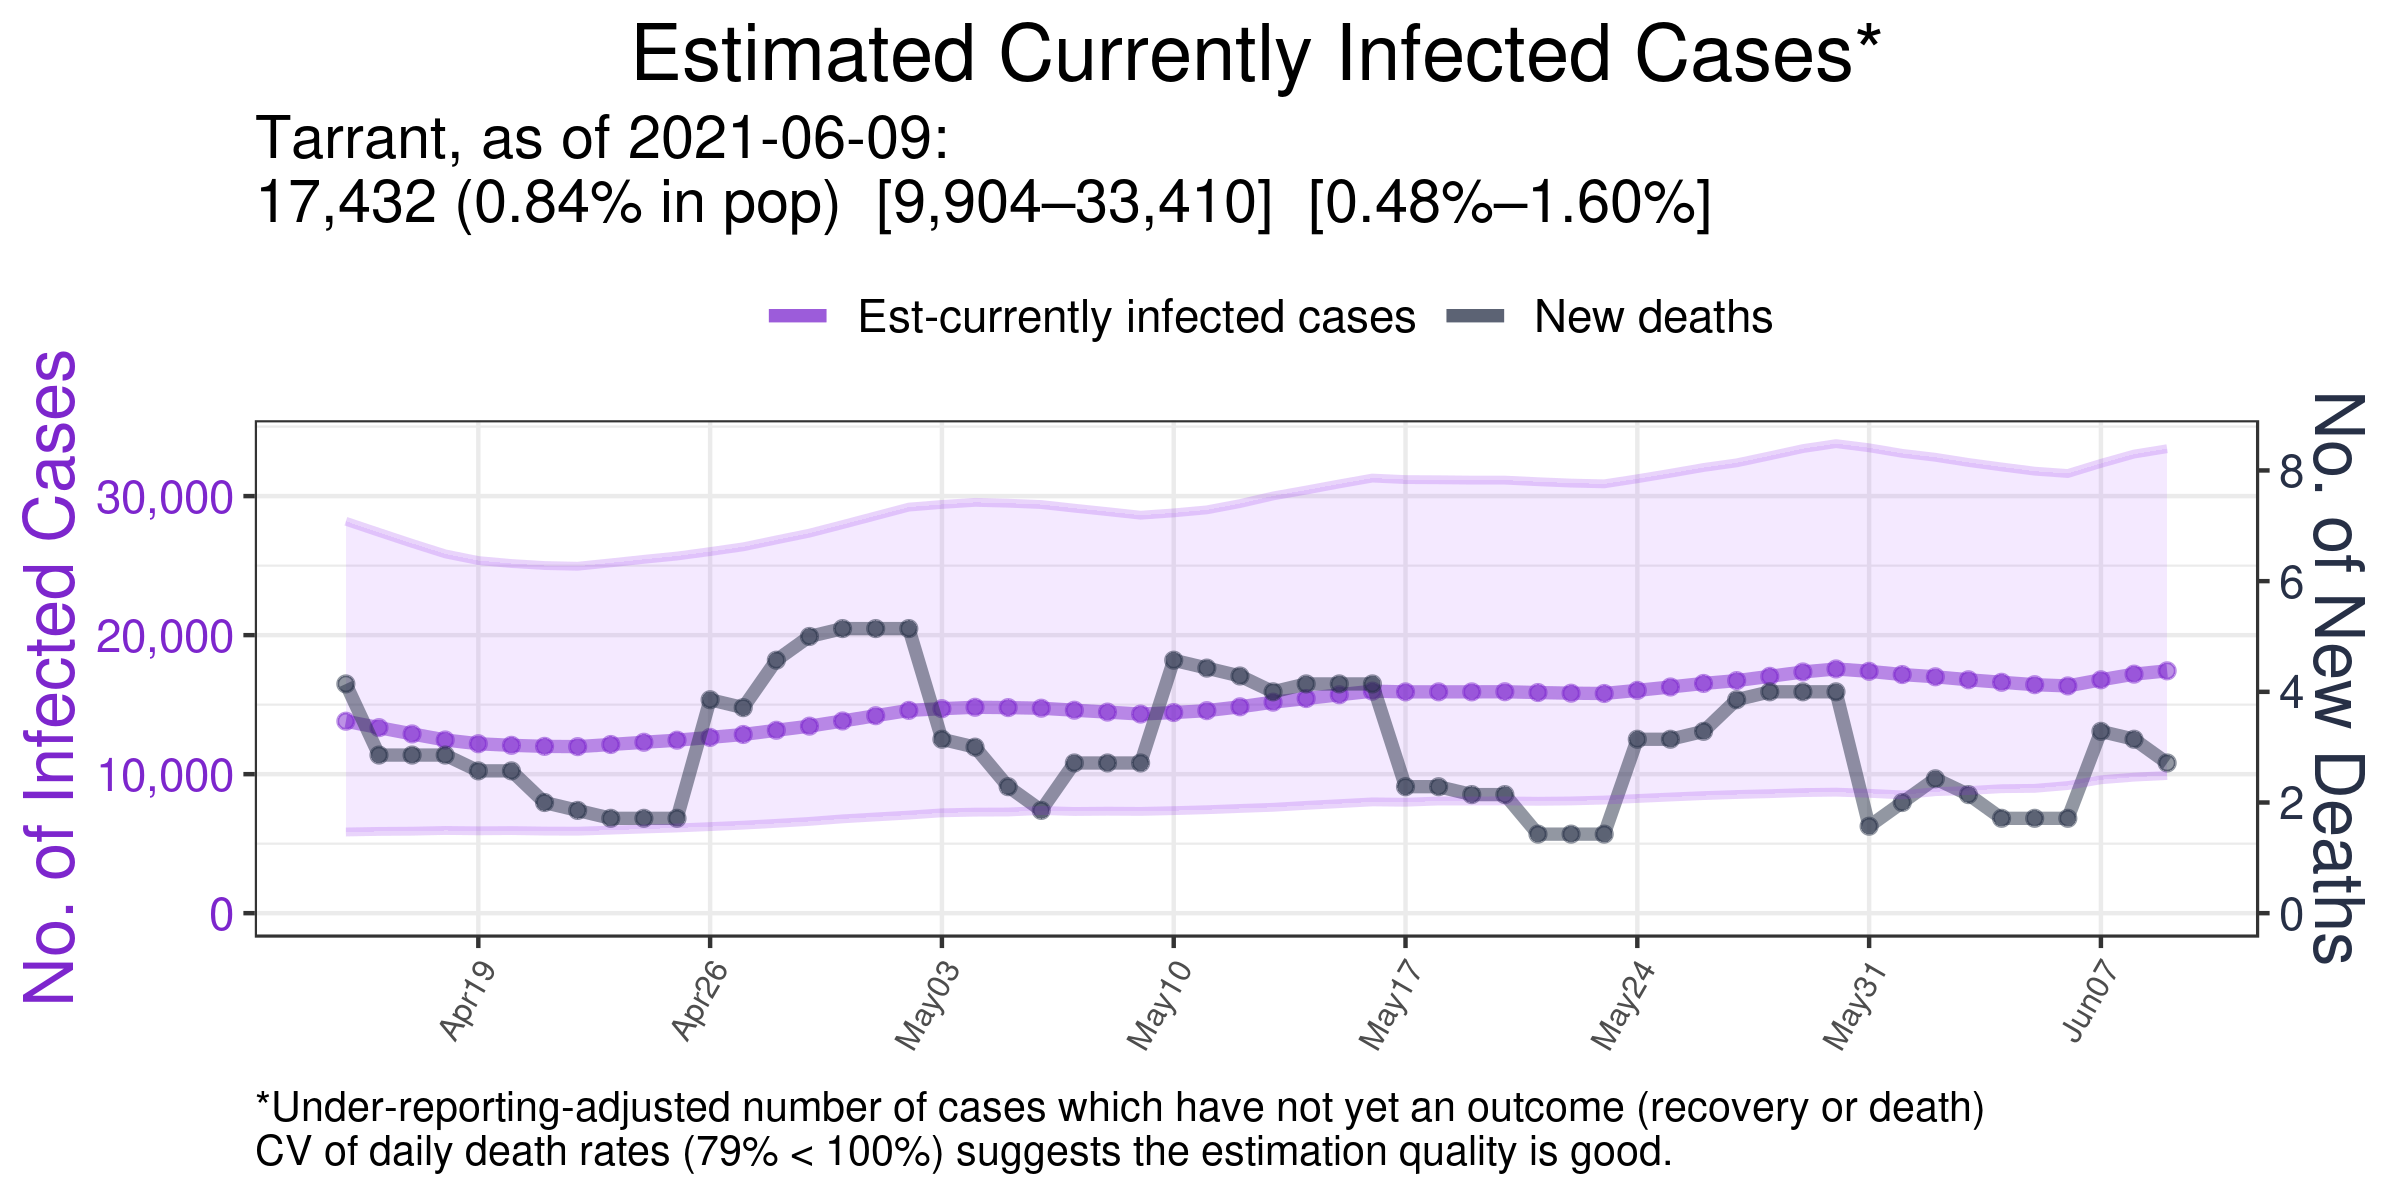 Estimated Currently Infected Cases*
Tarrant, as of 2021-06-09:
17,432 (0.84% in pop)  [9,904–33,410]  [0.48%–1.60%]
Est-currently infected cases
New deaths
No. of Infected Cases
30,000
20,000
10,000
0
8
6
4
2
0
No. of New Deaths
Apr19
Apr26
May03
May10
May17
May24
May31
Jun07
*Under-reporting-adjusted number of cases which have not yet an outcome (recovery or death)
CV of daily death rates (79% < 100%) suggests the estimation quality is good.